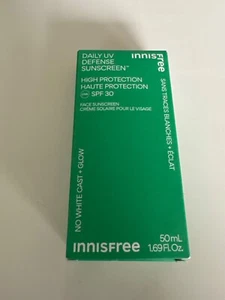 DAILY UV
DEFENSE
SUNSCREEN™
HIGH PROTECTION
HAUTE PROTECTION
SPF 30
FACE SUNSCREEN
CRÈME SOLAIRE POUR LE VISAGE
innisfree
SANS TRACES BLANCHES + ÉCLAT
NO WHITE CAST + GLOW
50 mL
1.69 Fl. Oz.
innisfree